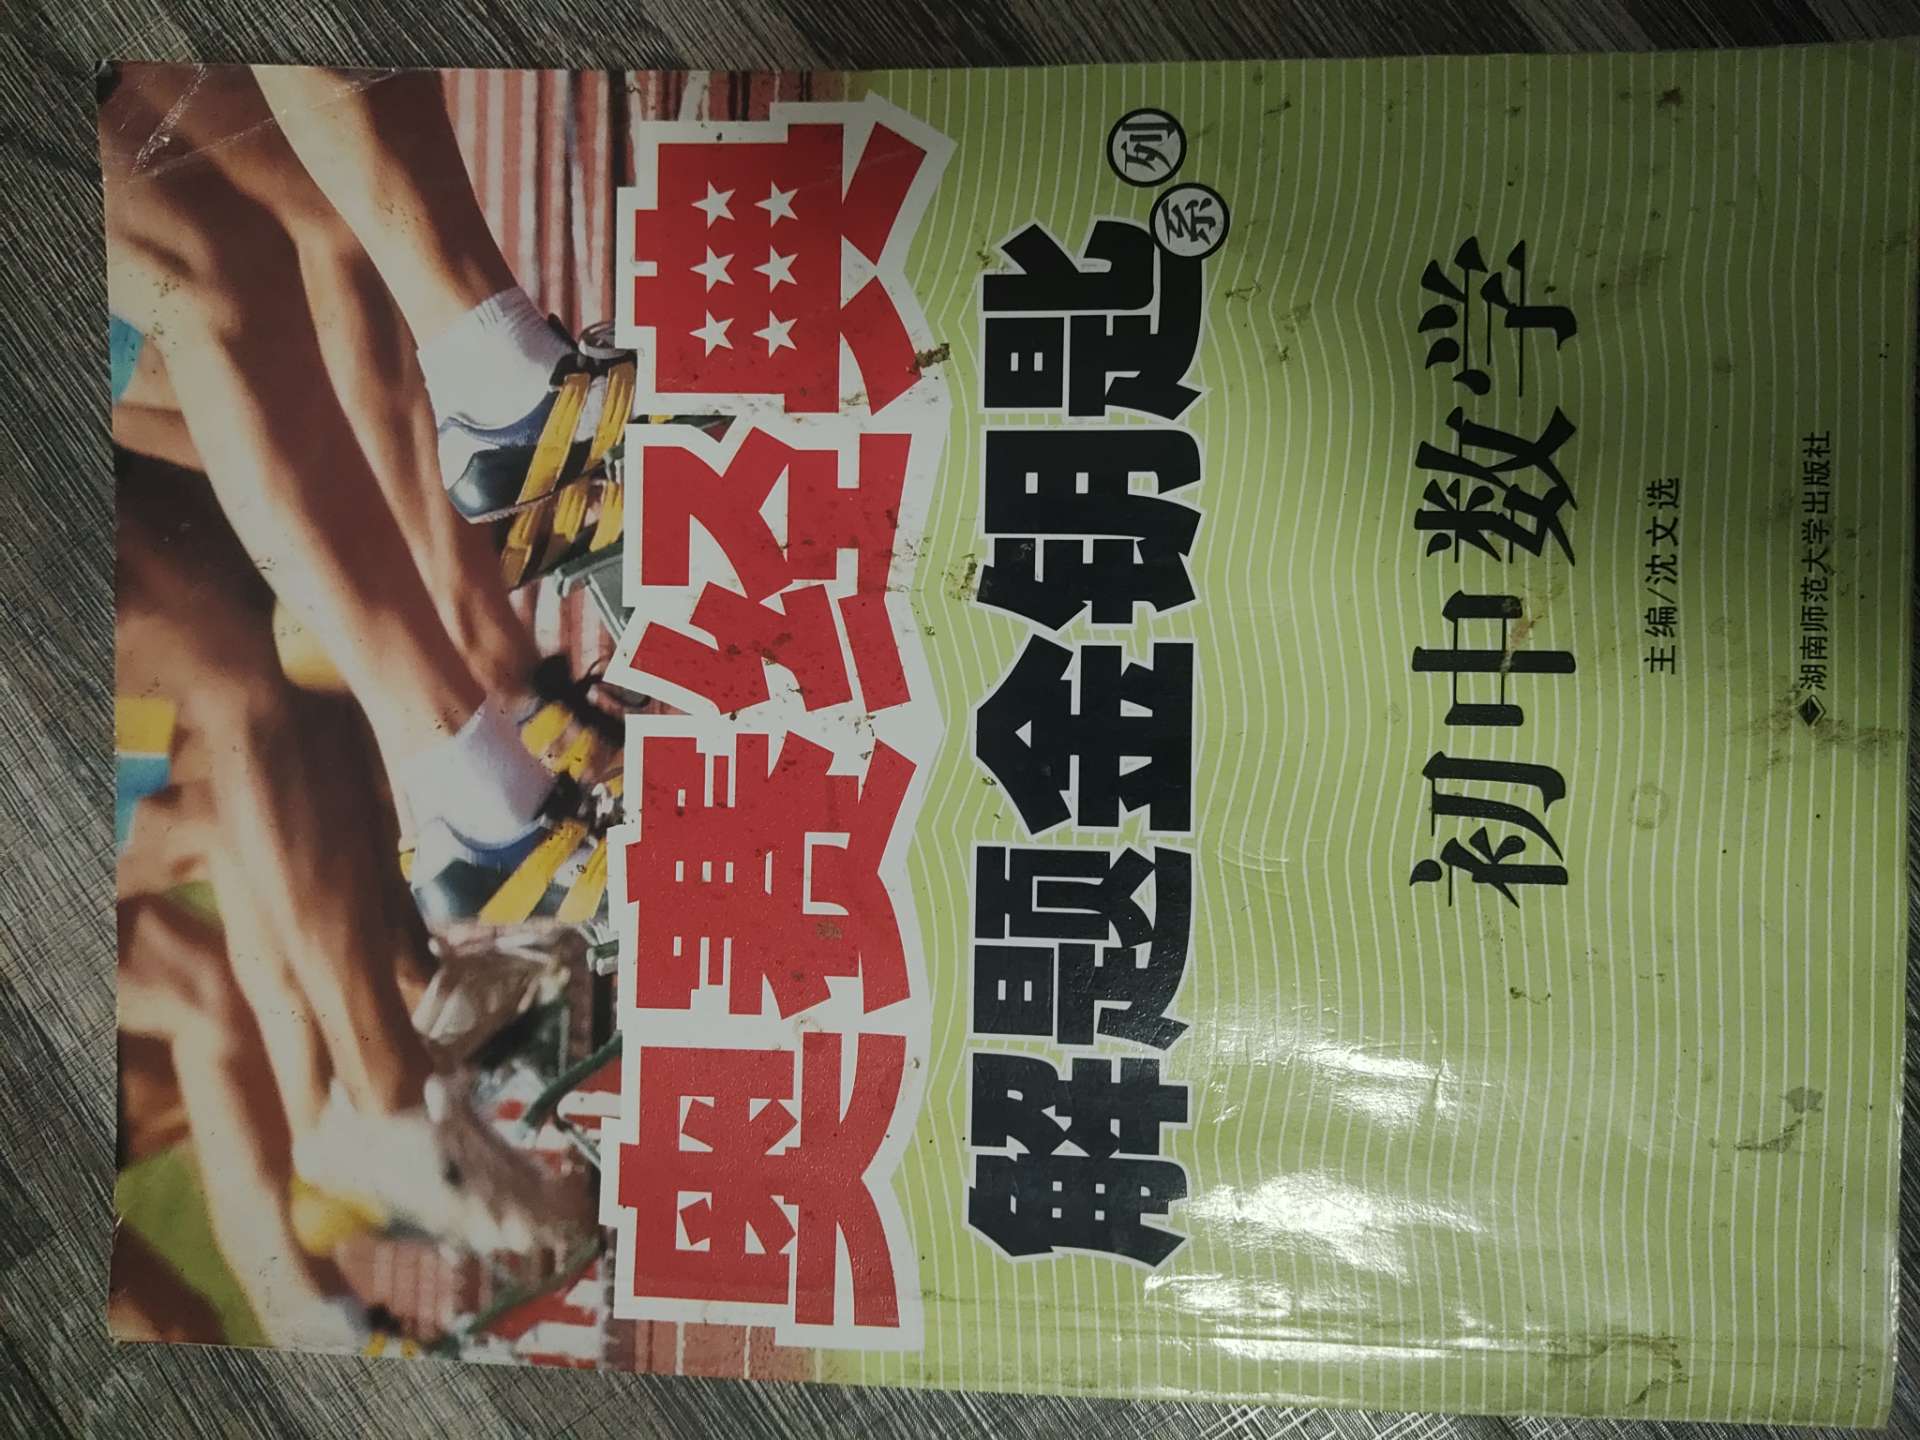 奥赛经典
解题金钥匙系列
初中数学
主编/沈文选
湖南师范大学出版社